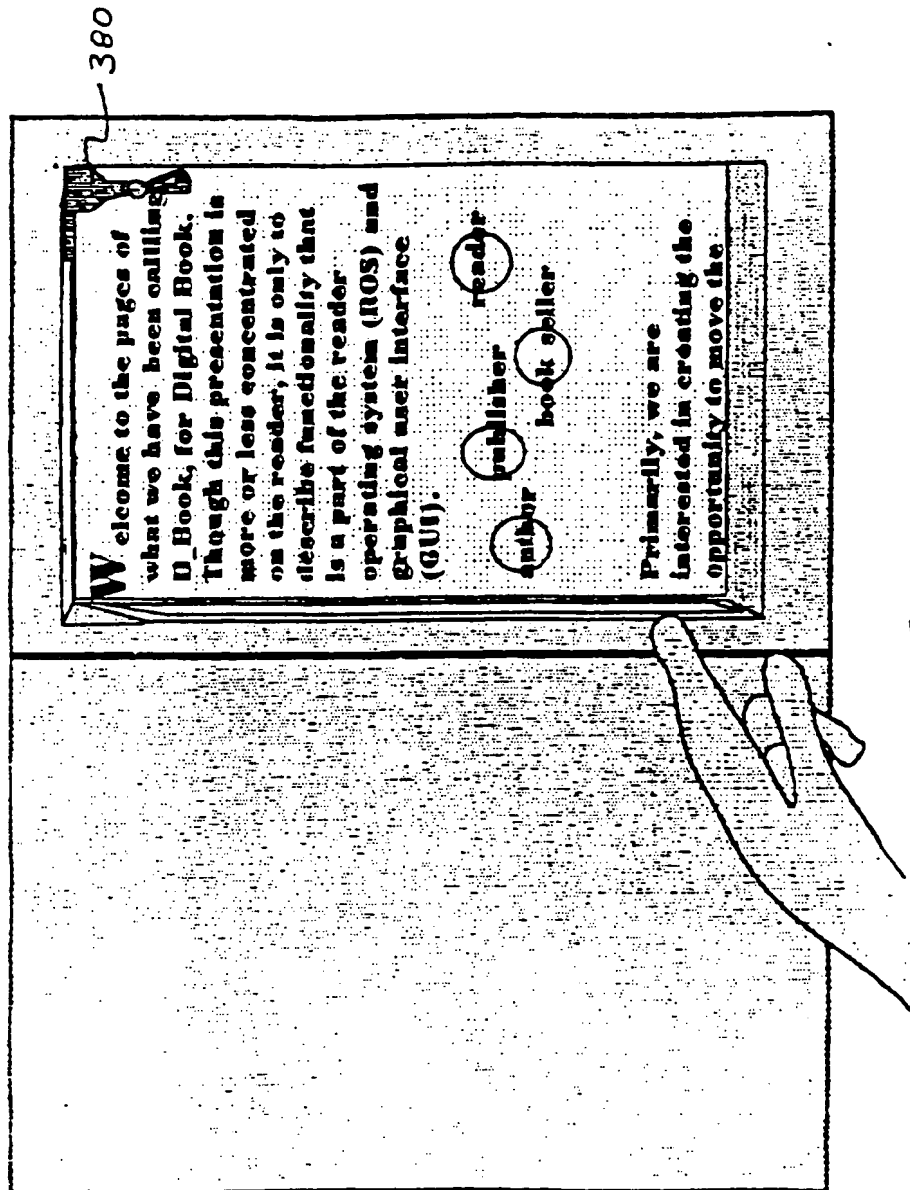 380
Welcome to the pages of
what we have been calling
D_Book, for Digital Book.
Though this presentation is
more or less concentrated
on the reader, it is only to
describe functionality that
is a part of the reader
operating system (ROS) and
graphical user interface
(GUI).
author publisher reader
book seller
Primarily, we are
interested in creating the
opportunity to move the